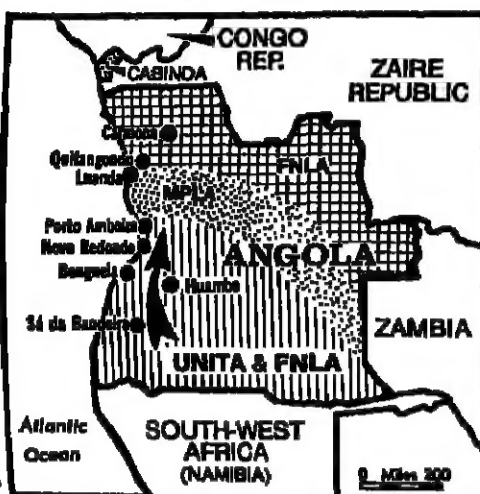 CONGO
REP.
CABINDA
ZAIRE
REPUBLIC
FNLA
Quifangondo
Luanda
MPLA
Porto Amboim
Novo Redondo
ANGOLA
Benguela
Huambo
Sá da Bandeira
ZAMBIA
UNITA & FNLA
Atlantic
Ocean
SOUTH-WEST
AFRICA
(NAMIBIA)
0 Miles 200